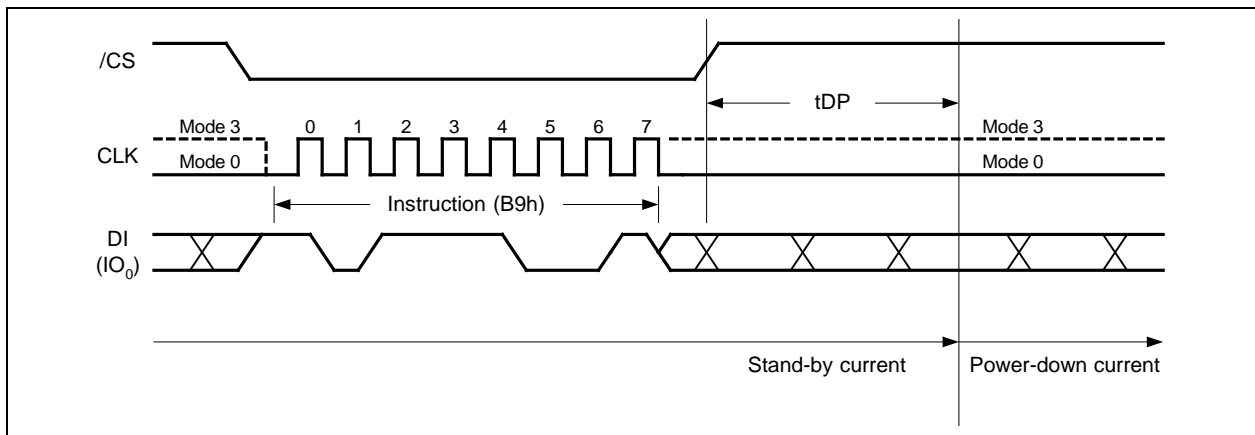 /CS
tDP
Mode 3
0 1 2 3 4 5 6 7
Mode 3
CLK
Mode 0
Mode 0
Instruction (B9h)
DI
(IO0)
Stand-by current
Power-down current